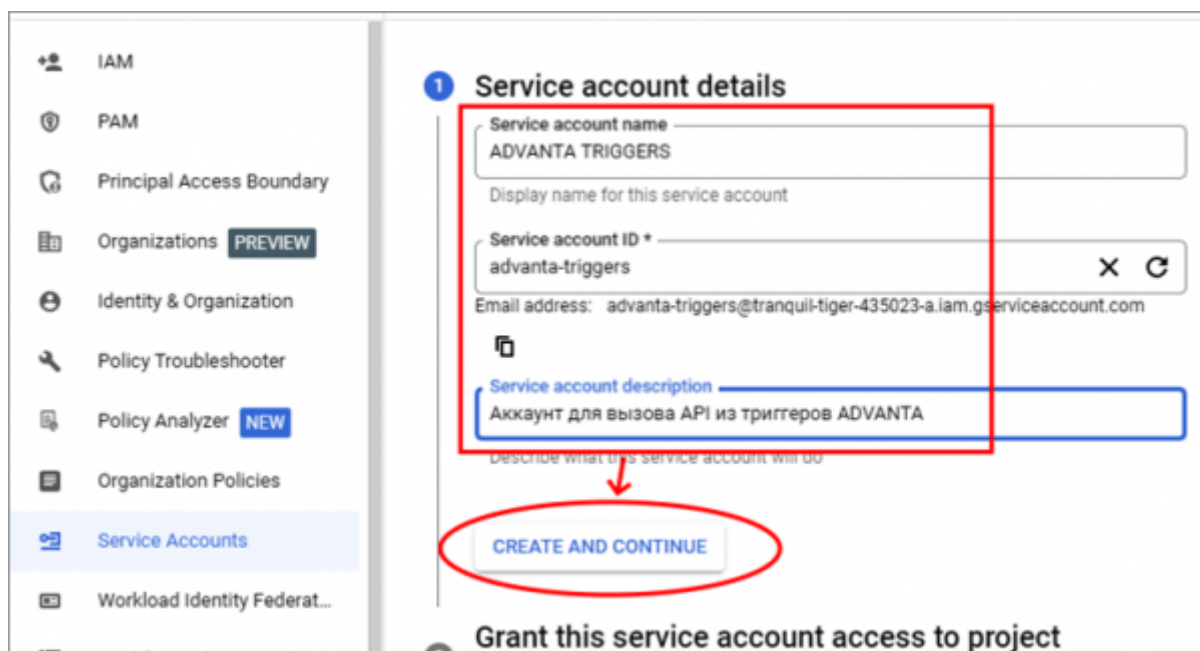 IAM
PAM
Principal Access Boundary
Organizations PREVIEW
Identity & Organization
Policy Troubleshooter
Policy Analyzer NEW
Organization Policies
Service Accounts
Workload Identity Federat...
1 Service account details
Service account name
ADVANTA TRIGGERS
Display name for this service account
Service account ID *
advanta-triggers
Email address: advanta-triggers@tranquil-tiger-435023-a.iam.gserviceaccount.com
Service account description
Аккаунт для вызова API из триггеров ADVANTA
Describe what this service account will do
CREATE AND CONTINUE
Grant this service account access to project